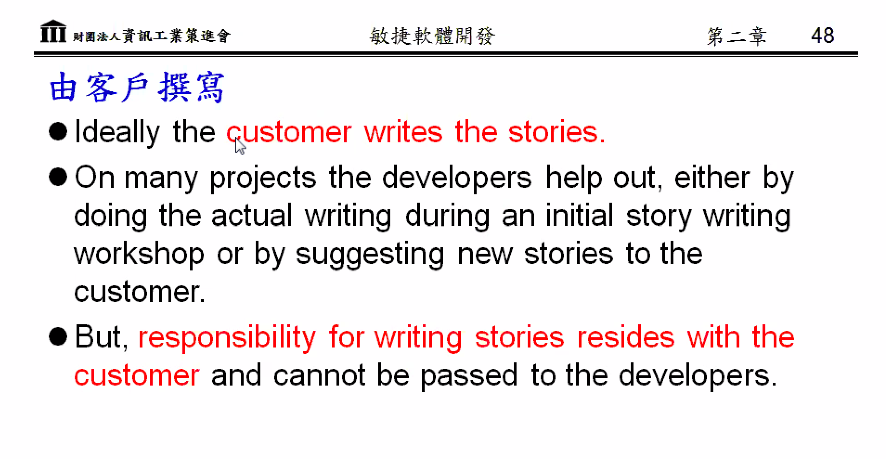 財團法人資訊工業策進會 敏捷軟體開發 第二章 48
由客戶撰寫
●Ideally the customer writes the stories.
●On many projects the developers help out, either by
doing the actual writing during an initial story writing
workshop or by suggesting new stories to the
customer.
●But, responsibility for writing stories resides with the
customer and cannot be passed to the developers.